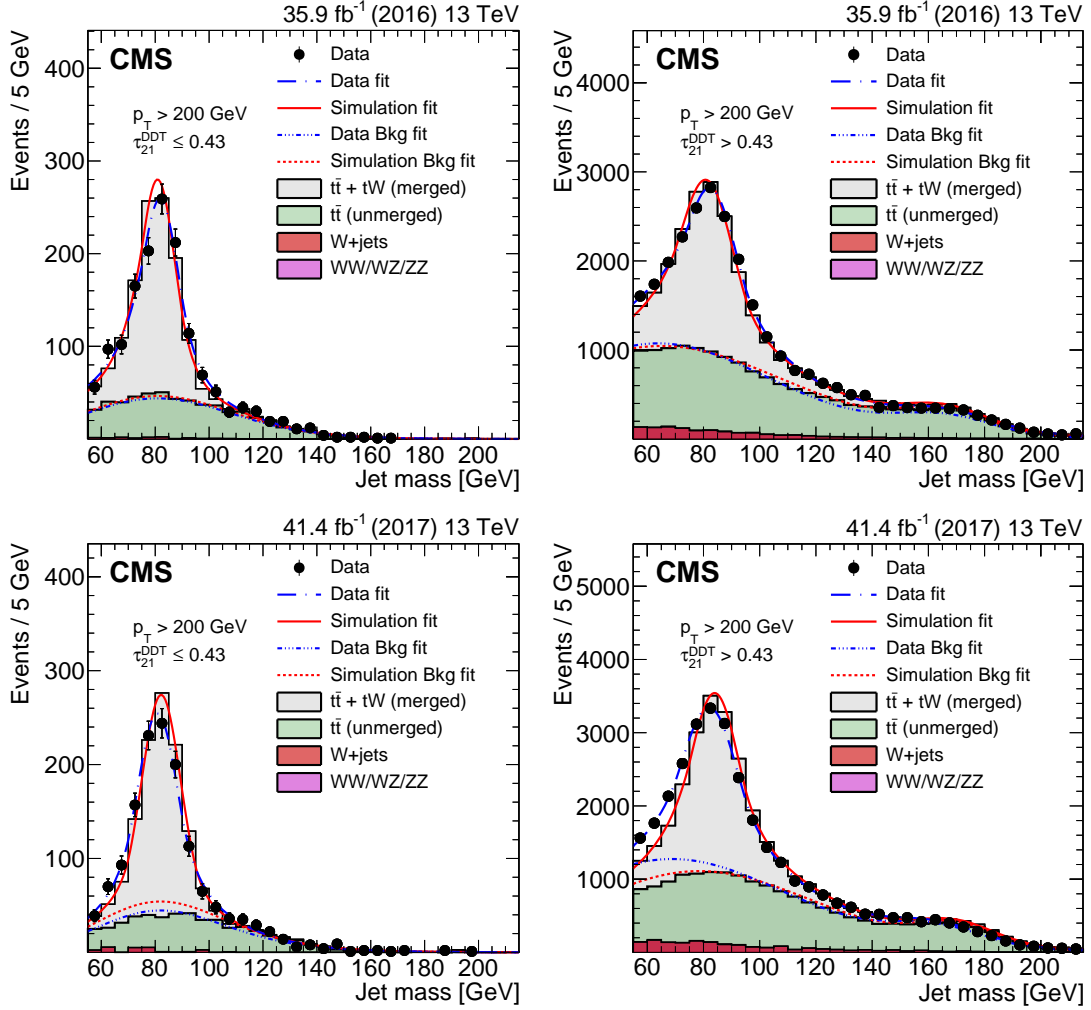 35.9 fb⁻¹ (2016) 13 TeV
CMS
p_T > 200 GeV
τ₂₁^DDT ≤ 0.43
Data
Data fit
Simulation fit
Data Bkg fit
Simulation Bkg fit
tt̄ + tW (merged)
tt̄ (unmerged)
W+jets
WW/WZ/ZZ
Events / 5 GeV
400
300
200
100
60 80 100 120 140 160 180 200
Jet mass [GeV]
35.9 fb⁻¹ (2016) 13 TeV
CMS
p_T > 200 GeV
τ₂₁^DDT > 0.43
Data
Data fit
Simulation fit
Data Bkg fit
Simulation Bkg fit
tt̄ + tW (merged)
tt̄ (unmerged)
W+jets
WW/WZ/ZZ
Events / 5 GeV
4000
3000
2000
1000
0
60 80 100 120 140 160 180 200
Jet mass [GeV]
41.4 fb⁻¹ (2017) 13 TeV
CMS
p_T > 200 GeV
τ₂₁^DDT ≤ 0.43
Data
Data fit
Simulation fit
Data Bkg fit
Simulation Bkg fit
tt̄ + tW (merged)
tt̄ (unmerged)
W+jets
WW/WZ/ZZ
Events / 5 GeV
400
300
200
100
60 80 100 120 140 160 180 200
Jet mass [GeV]
41.4 fb⁻¹ (2017) 13 TeV
CMS
p_T > 200 GeV
τ₂₁^DDT > 0.43
Data
Data fit
Simulation fit
Data Bkg fit
Simulation Bkg fit
tt̄ + tW (merged)
tt̄ (unmerged)
W+jets
WW/WZ/ZZ
Events / 5 GeV
5000
4000
3000
2000
1000
0
60 80 100 120 140 160 180 200
Jet mass [GeV]